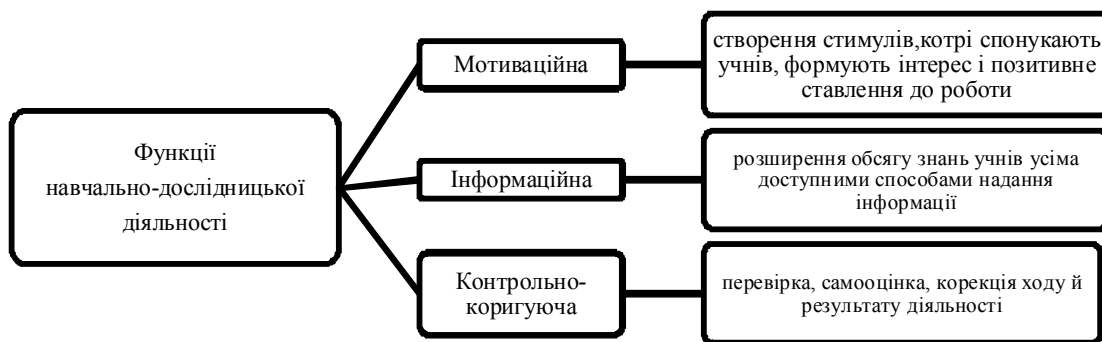 Функції
навчально-дослідницької
діяльності
Мотиваційна
створення стимулів,котрі спонукають
учнів, формують інтерес і позитивне
ставлення до роботи
Інформаційна
розширення обсягу знань учнів усіма
доступними способами надання
інформації
Контрольно-
коригуюча
перевірка, самооцінка, корекція ходу й
результату діяльності